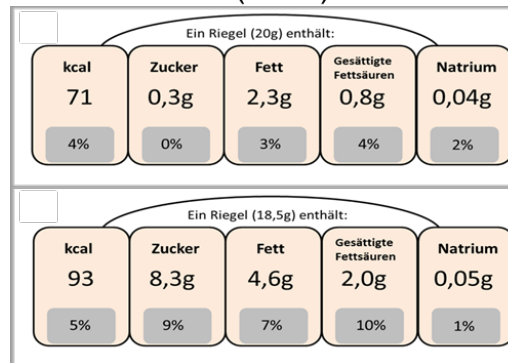 Ein Riegel (20g) enthält:
kcal Zucker Fett Gesättigte Fettsäuren Natrium
71 0,3g 2,3g 0,8g 0,04g
4% 0% 3% 4% 2%
Ein Riegel (18,5g) enthält:
kcal Zucker Fett Gesättigte Fettsäuren Natrium
93 8,3g 4,6g 2,0g 0,05g
5% 9% 7% 10% 1%